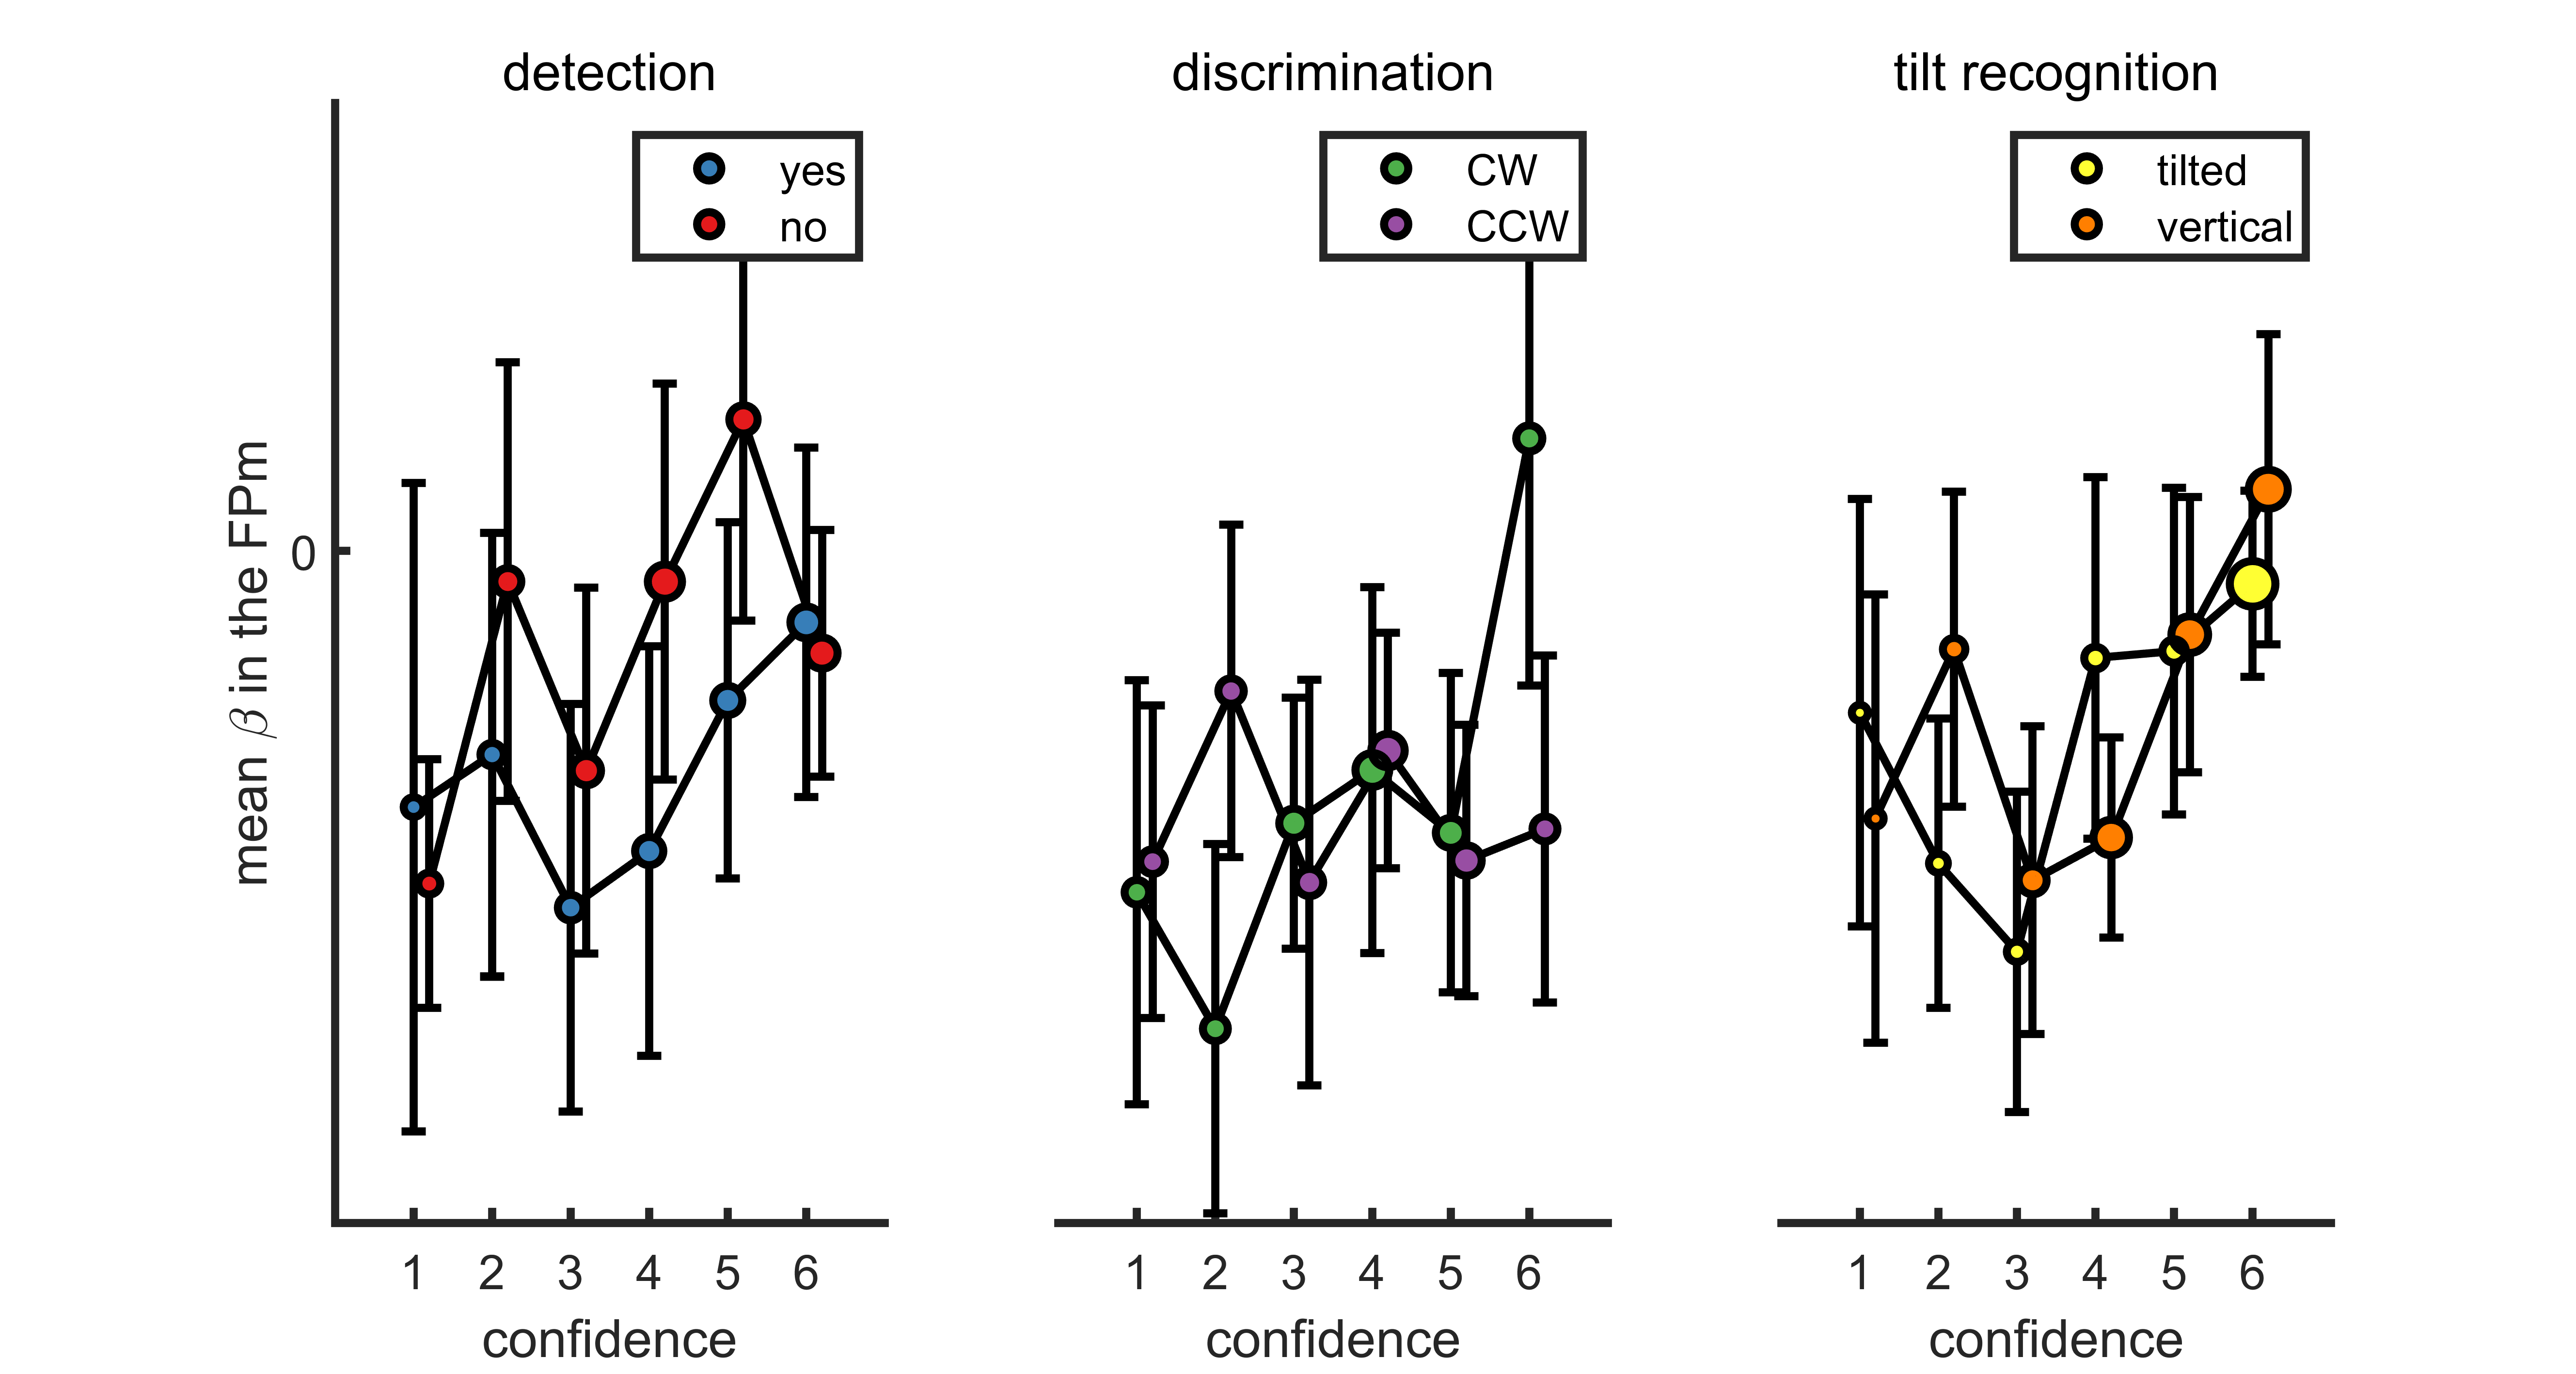 detection
yes
no
mean β in the FPm
0
1 2 3 4 5 6
confidence
discrimination
CW
CCW
1 2 3 4 5 6
confidence
tilt recognition
tilted
vertical
1 2 3 4 5 6
confidence